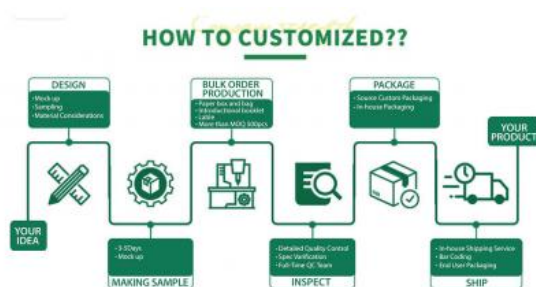 HOW TO CUSTOMIZED??
DESIGN
• Mock up
• Sampling
• Material Considerations
BULK ORDER
PRODUCTION
• Paper box and bag
• Introductional booklet
• Lable
• More than MOQ 500pcs
PACKAGE
• Source Custom Packaging
• In-house Packaging
YOUR
PRODUCT
YOUR
IDEA
• 3-5Days
• Mock up
MAKING SAMPLE
• Detailed Quality Control
• Spec Varification
• Full-Time QC Team
INSPECT
• In-house Shipping Service
• Bar Coding
• End User Packaging
SHIP